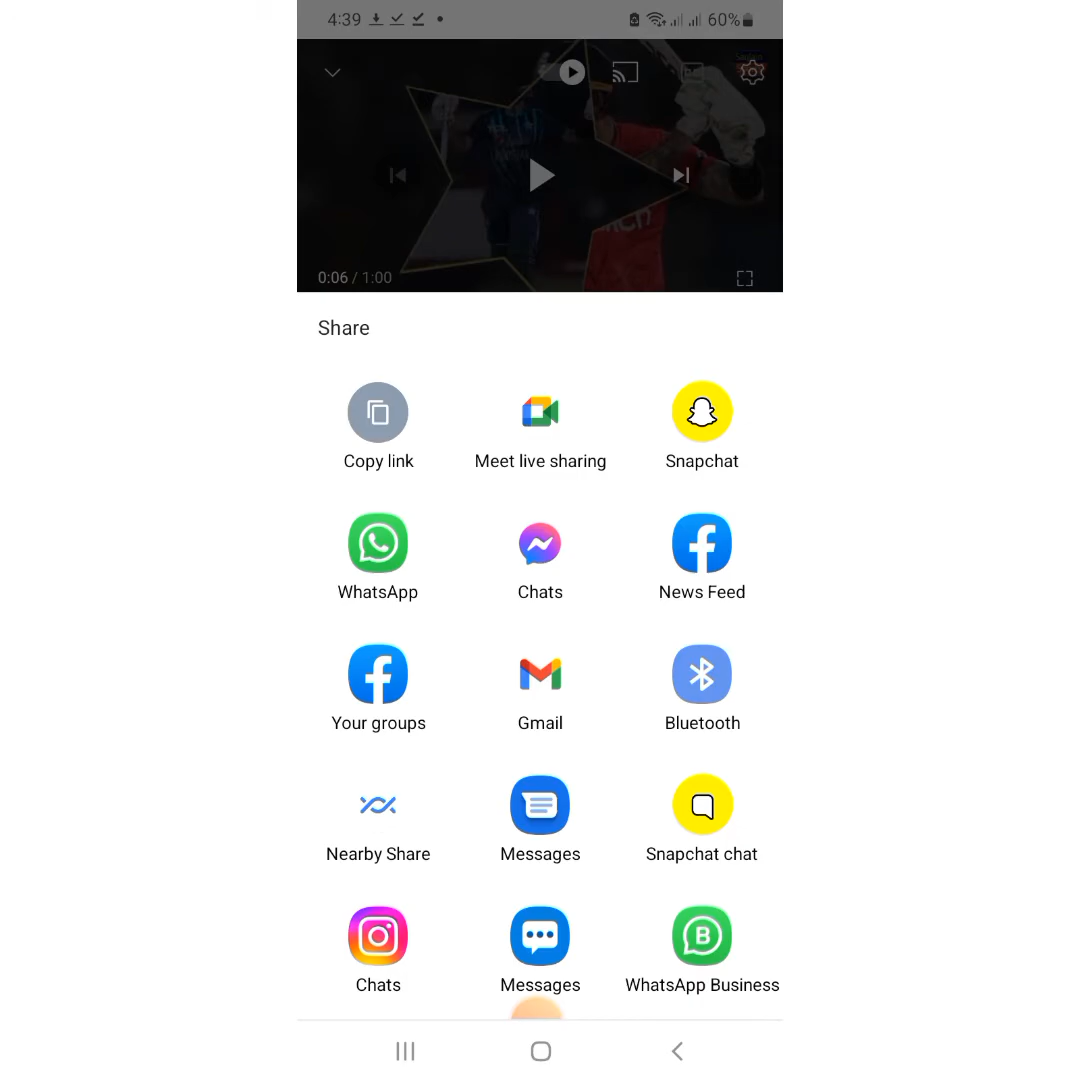 4:39 60%
0:06 / 1:00
Share
Copy link Meet live sharing Snapchat
WhatsApp Chats News Feed
Your groups Gmail Bluetooth
Nearby Share Messages Snapchat chat
Chats Messages WhatsApp Business
B